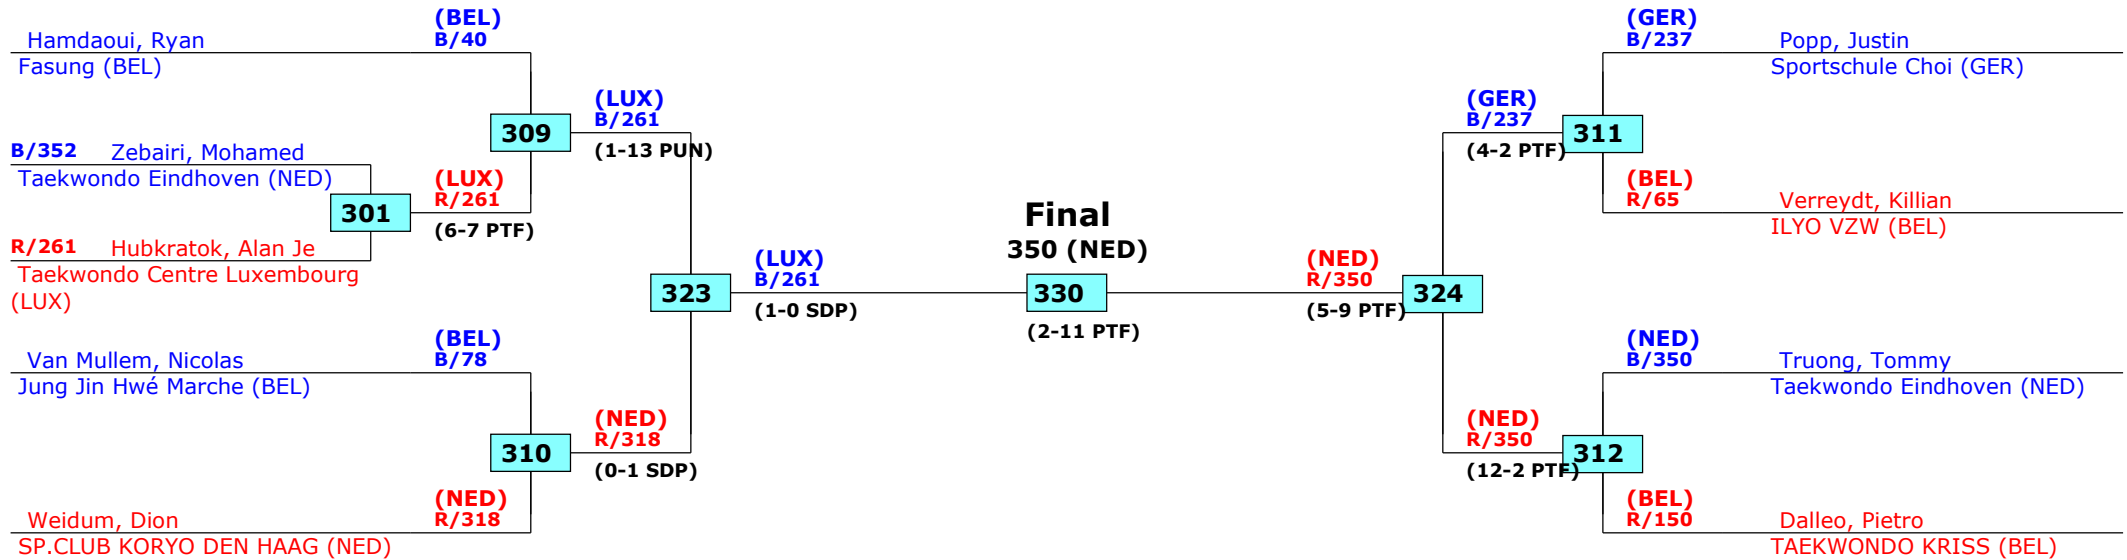 (BEL)
B/40
Hamdaoui, Ryan
Fasung (BEL)
B/352 Zebairi, Mohamed
Taekwondo Eindhoven (NED)
301
R/261 Hubkratok, Alan Je
Taekwondo Centre Luxembourg
(LUX)
(LUX)
R/261
(6-7 PTF)
309
(LUX)
B/261
(1-13 PUN)
(BEL)
B/78
Van Mullem, Nicolas
Jung Jin Hwé Marche (BEL)
310
(NED)
R/318
(0-1 SDP)
(NED)
R/318
Weidum, Dion
SP.CLUB KORYO DEN HAAG (NED)
323
(LUX)
B/261
(1-0 SDP)
Final
350 (NED)
330
(2-11 PTF)
(NED)
R/350
(5-9 PTF)
324
(GER)
B/237
(4-2 PTF)
311
(GER)
B/237
Popp, Justin
Sportschule Choi (GER)
(BEL)
R/65
Verreydt, Killian
ILYO VZW (BEL)
(NED)
R/350
(12-2 PTF)
312
(NED)
B/350
Truong, Tommy
Taekwondo Eindhoven (NED)
(BEL)
R/150
Dalleo, Pietro
TAEKWONDO KRISS (BEL)